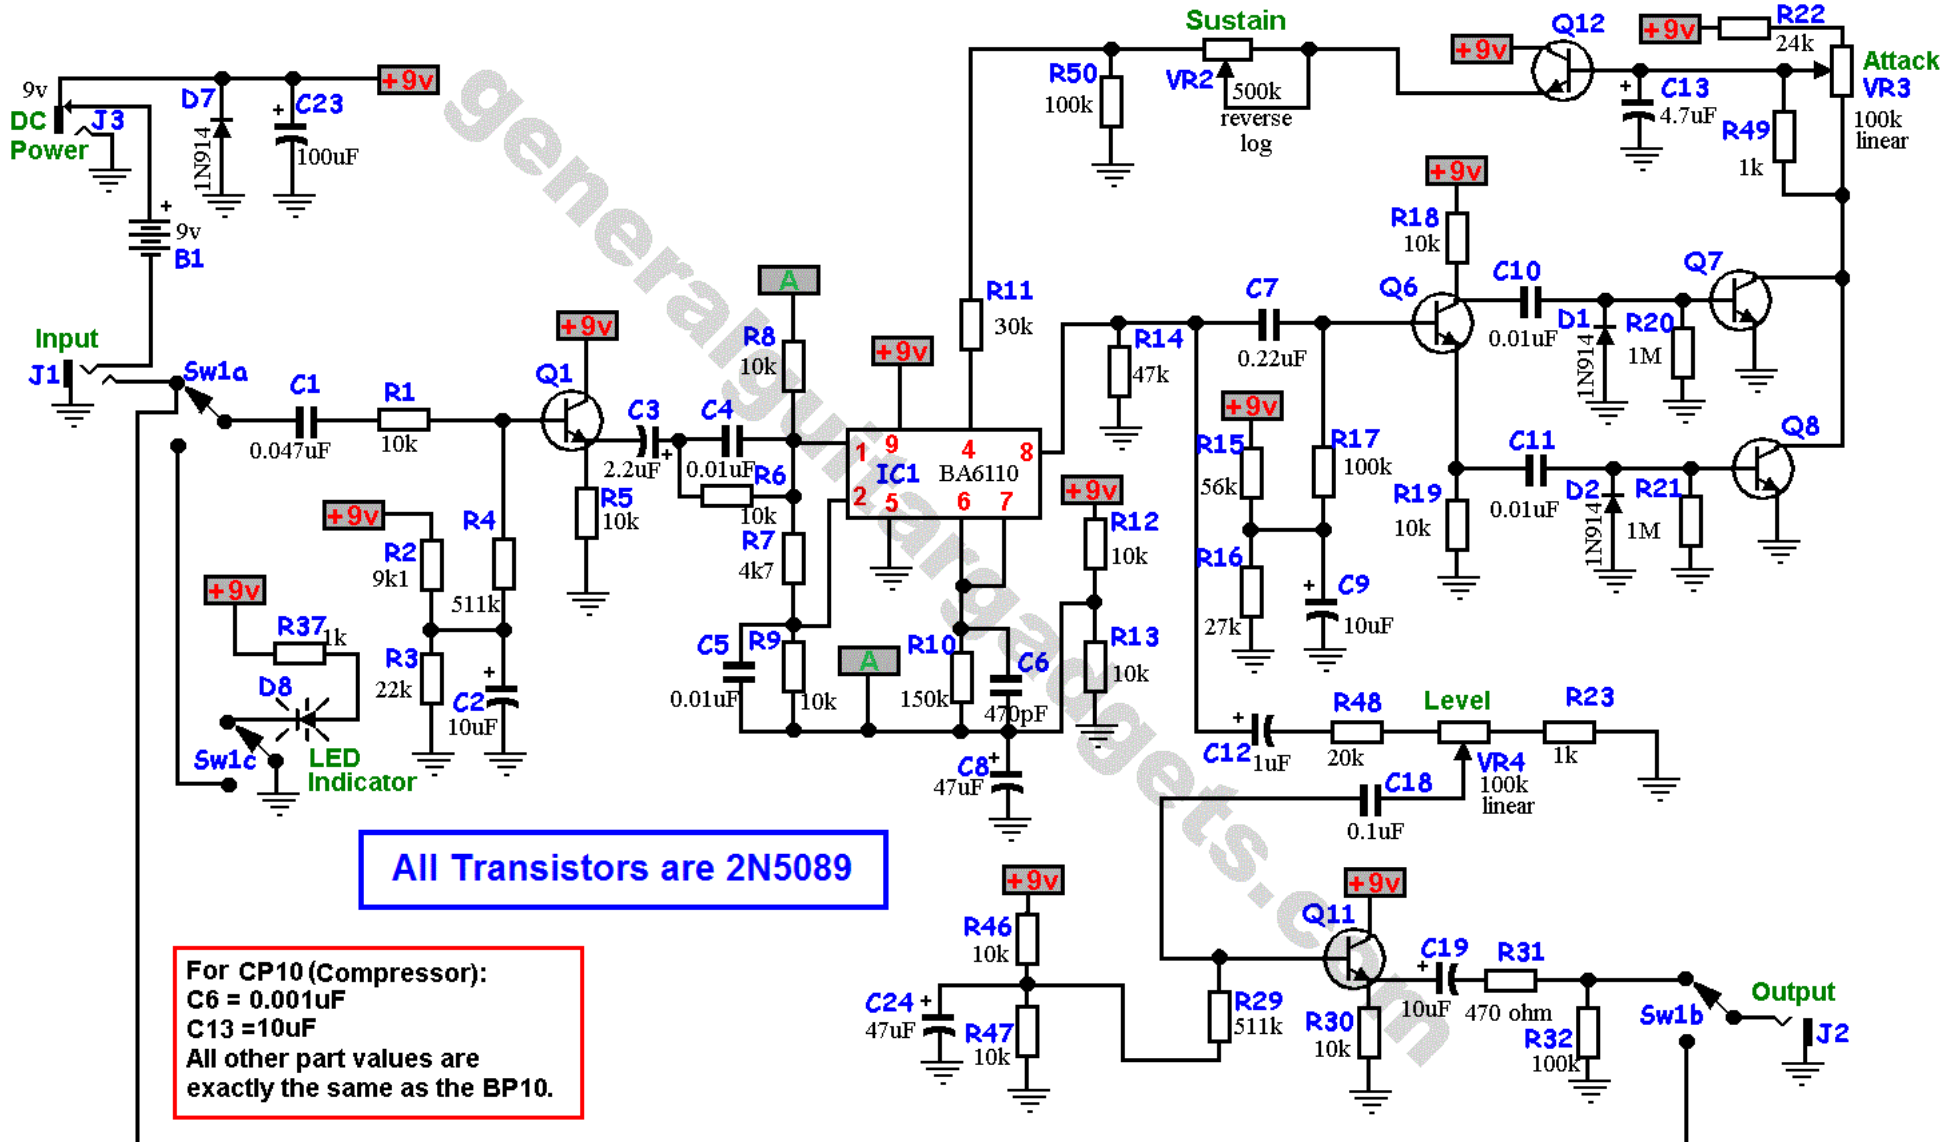 Sustain
VR2
500k
reverse
log
R50
100k
+9v
Q12
+9v
R22
24k
Attack
VR3
100k
linear
C13
4.7uF
R49
1k
9v
DC
Power
J3
D7
1N914
C23
100uF
+9v
+
+
9v
B1
+
generalguitargadgets.com
+9v
R18
10k
Q6
C10
0.01uF
D1
1N914
R20
1M
Q7
Input
J1
Sw1a
C1
0.047uF
R1
10k
Q1
+9v
C3
2.2uF
+
C4
0.01uF
R6
10k
A
R8
10k
+9v
R11
30k
R14
47k
C7
0.22uF
1
9
4
8
IC1
BA6110
2
5
6
7
+9v
R15
56k
R17
100k
R16
27k
+
C9
10uF
C11
0.01uF
D2
1N914
R21
1M
Q8
R19
10k
+9v
R2
9k1
R4
511k
R5
10k
R7
4k7
+9v
R12
10k
R13
10k
+9v
R37
1k
D8
LED
Indicator
Sw1c
R3
22k
+
C2
10uF
C5
0.01uF
R9
10k
A
R10
150k
C6
470pF
C8
+
47uF
+
C12
1uF
R48
20k
Level
VR4
100k
linear
R23
1k
C18
0.1uF
All Transistors are 2N5089
+9v
R46
10k
C24
+
47uF
R47
10k
R29
511k
+9v
Q11
R30
10k
+
C19
10uF
R31
470 ohm
R32
100k
Sw1b
Output
J2
For CP10 (Compressor):
C6 = 0.001uF
C13 =10uF
All other part values are
exactly the same as the BP10.